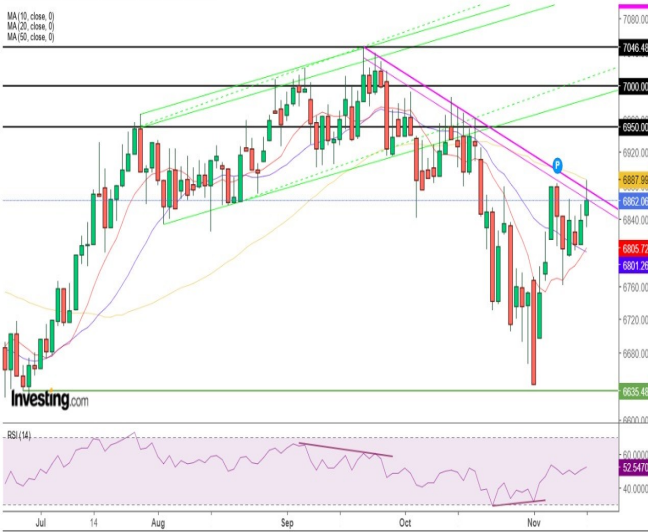 MA (10, close, 0)
MA (20, close, 0)
MA (50, close, 0)
7080.00
7046.48
7000.00
6950.00
6920.00
P
6887.99
6862.06
6840.00
6805.72
6801.26
6760.00
6720.00
6680.00
6635.48
6600.00
Investing.com
RSI (14)
60.0000
52.5470
40.0000
Jul
14
Aug
Sep
Oct
Nov